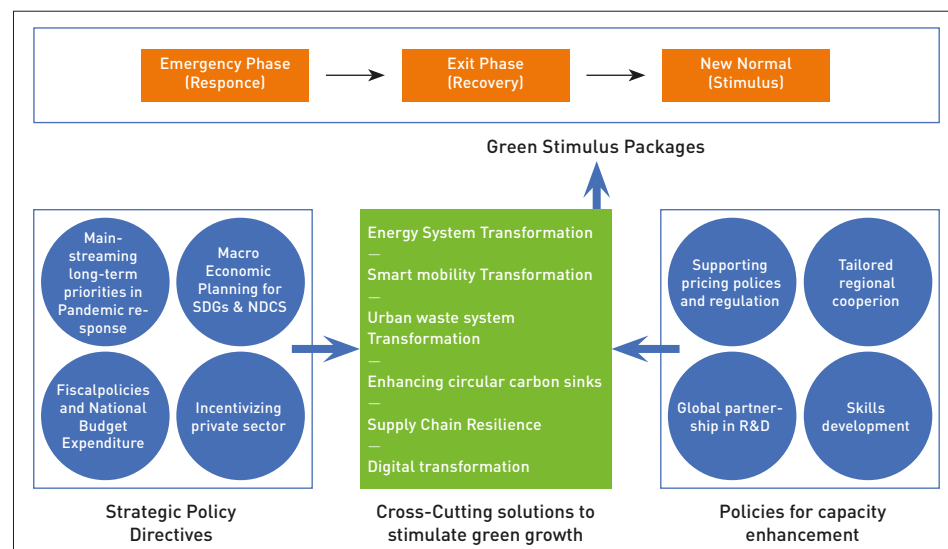 Emergency Phase
(Responce)
Exit Phase
(Recovery)
New Normal
(Stimulus)
Green Stimulus Packages
Main-
streaming
long-term
priorities in
Pandemic re-
sponse
Macro
Economic
Planning for
SDGs & NDCS
Fiscalpolicies
and National
Budget
Expenditure
Incentivizing
private sector
Strategic Policy
Directives
Energy System Transformation
—
Smart mobility Transformation
—
Urban waste system
Transformation
—
Enhancing circular carbon sinks
—
Supply Chain Resilience
—
Digital transformation
Cross-Cutting solutions to
stimulate green growth
Supporting
pricing polices
and regulation
Tailored
regional
cooperion
Global partner-
ship in R&D
Skills
development
Policies for capacity
enhancement